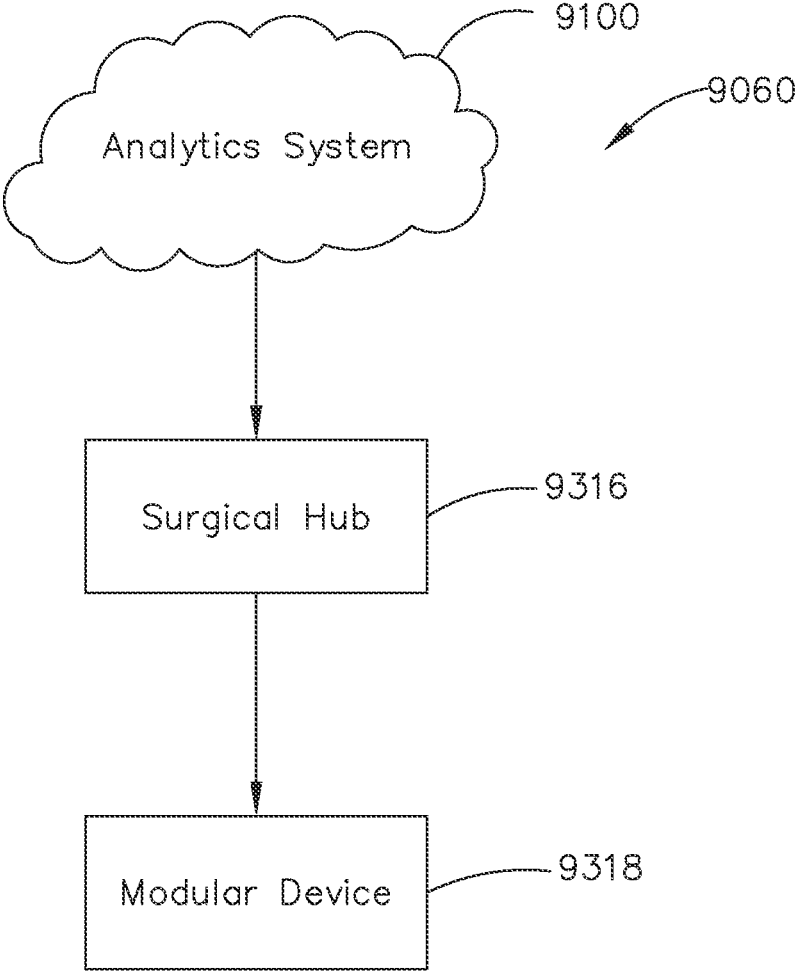 9100
9060
Analytics System
9316
Surgical Hub
9318
Modular Device